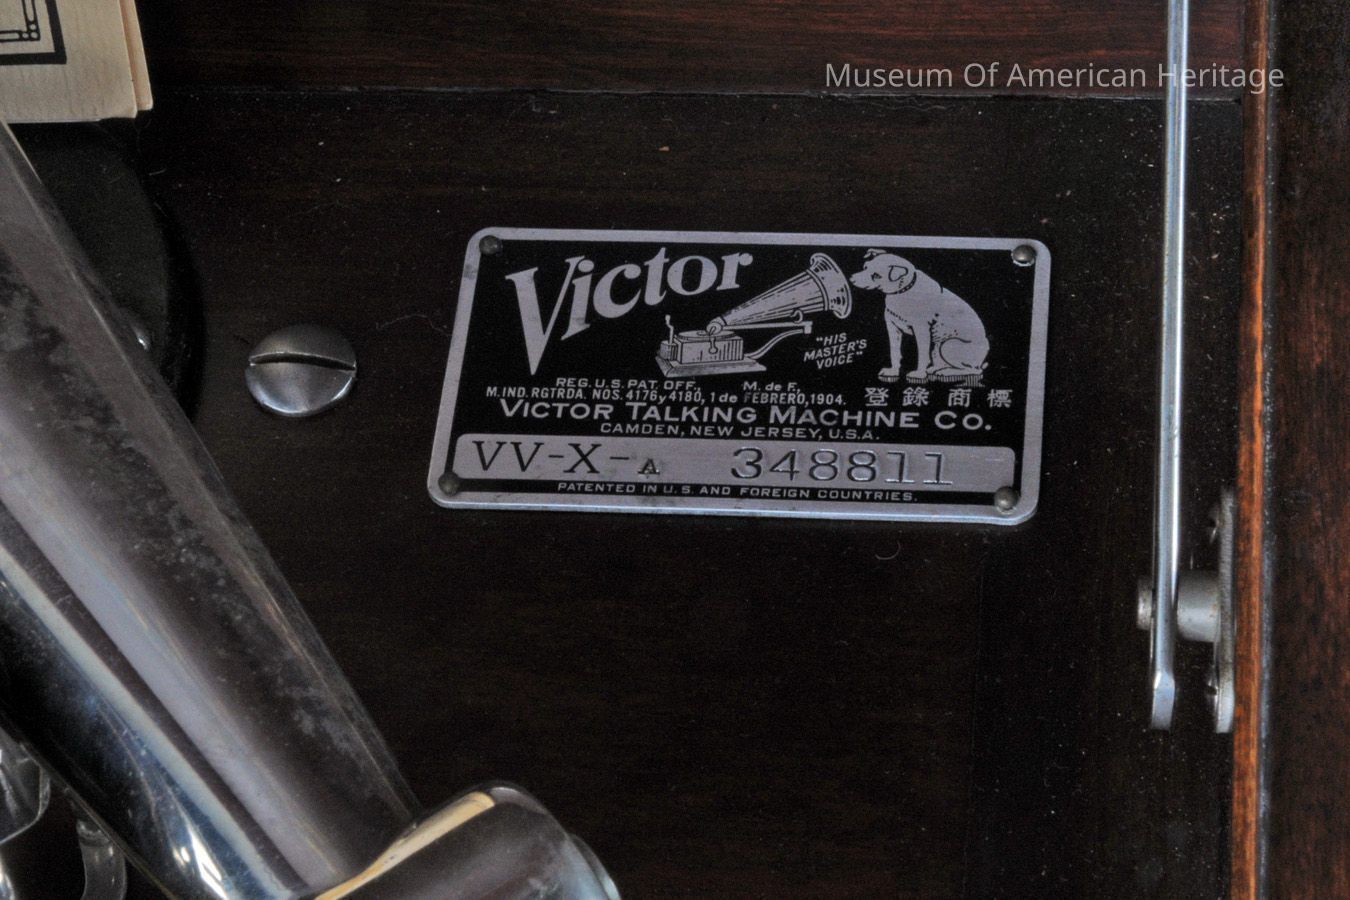 Museum Of American Heritage
Victor
"HIS
MASTER'S
VOICE"
REG. U.S. PAT. OFF. M. de F.
M. IND. RGTRDA. NOS. 4176 y 4180, 1 de FEBRERO, 1904.
登錄商標
VICTOR TALKING MACHINE CO.
CAMDEN, NEW JERSEY, U.S.A.
VV-X-A 348811
PATENTED IN U.S. AND FOREIGN COUNTRIES.